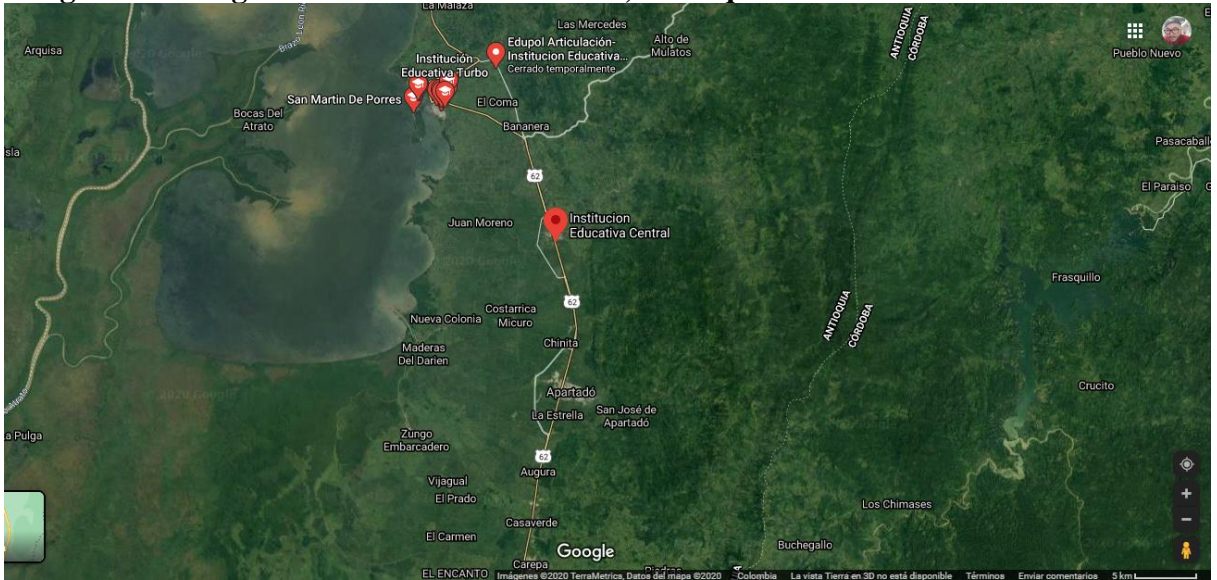 La Malaza
Las Mercedes
Arquisa
Brazo León
Edupol Articulación-
Institucion Educativa...
Cerrado temporalmente
Alto de
Mulatos
ANTIOQUIA
CÓRDOBA
Pueblo Nuevo
Institución
Educativa Turbo
San Martin De Porres
El Coma
Bocas Del
Atrato
Bananera
Pasacaball
62
El Paraiso
Juan Moreno
Institucion
Educativa Central
Frasquillo
62
Costarrica
Micuro
Nueva Colonia
ANTIOQUIA
CÓRDOBA
Chinita
Maderas
Del Darien
Apartadó
Crucito
La Estrella
San José de
Apartadó
a Pulga
Zungo
Embarcadero
62
Augura
Vijagual
El Prado
Los Chimases
Casaverde
El Carmen
Google
Buchegallo
Carepa
EL ENCANTO
Imágenes ©2020 TerraMetrics, Datos del mapa ©2020 Colombia La vista Tierra en 3D no está disponible Términos Enviar comentarios 5 km